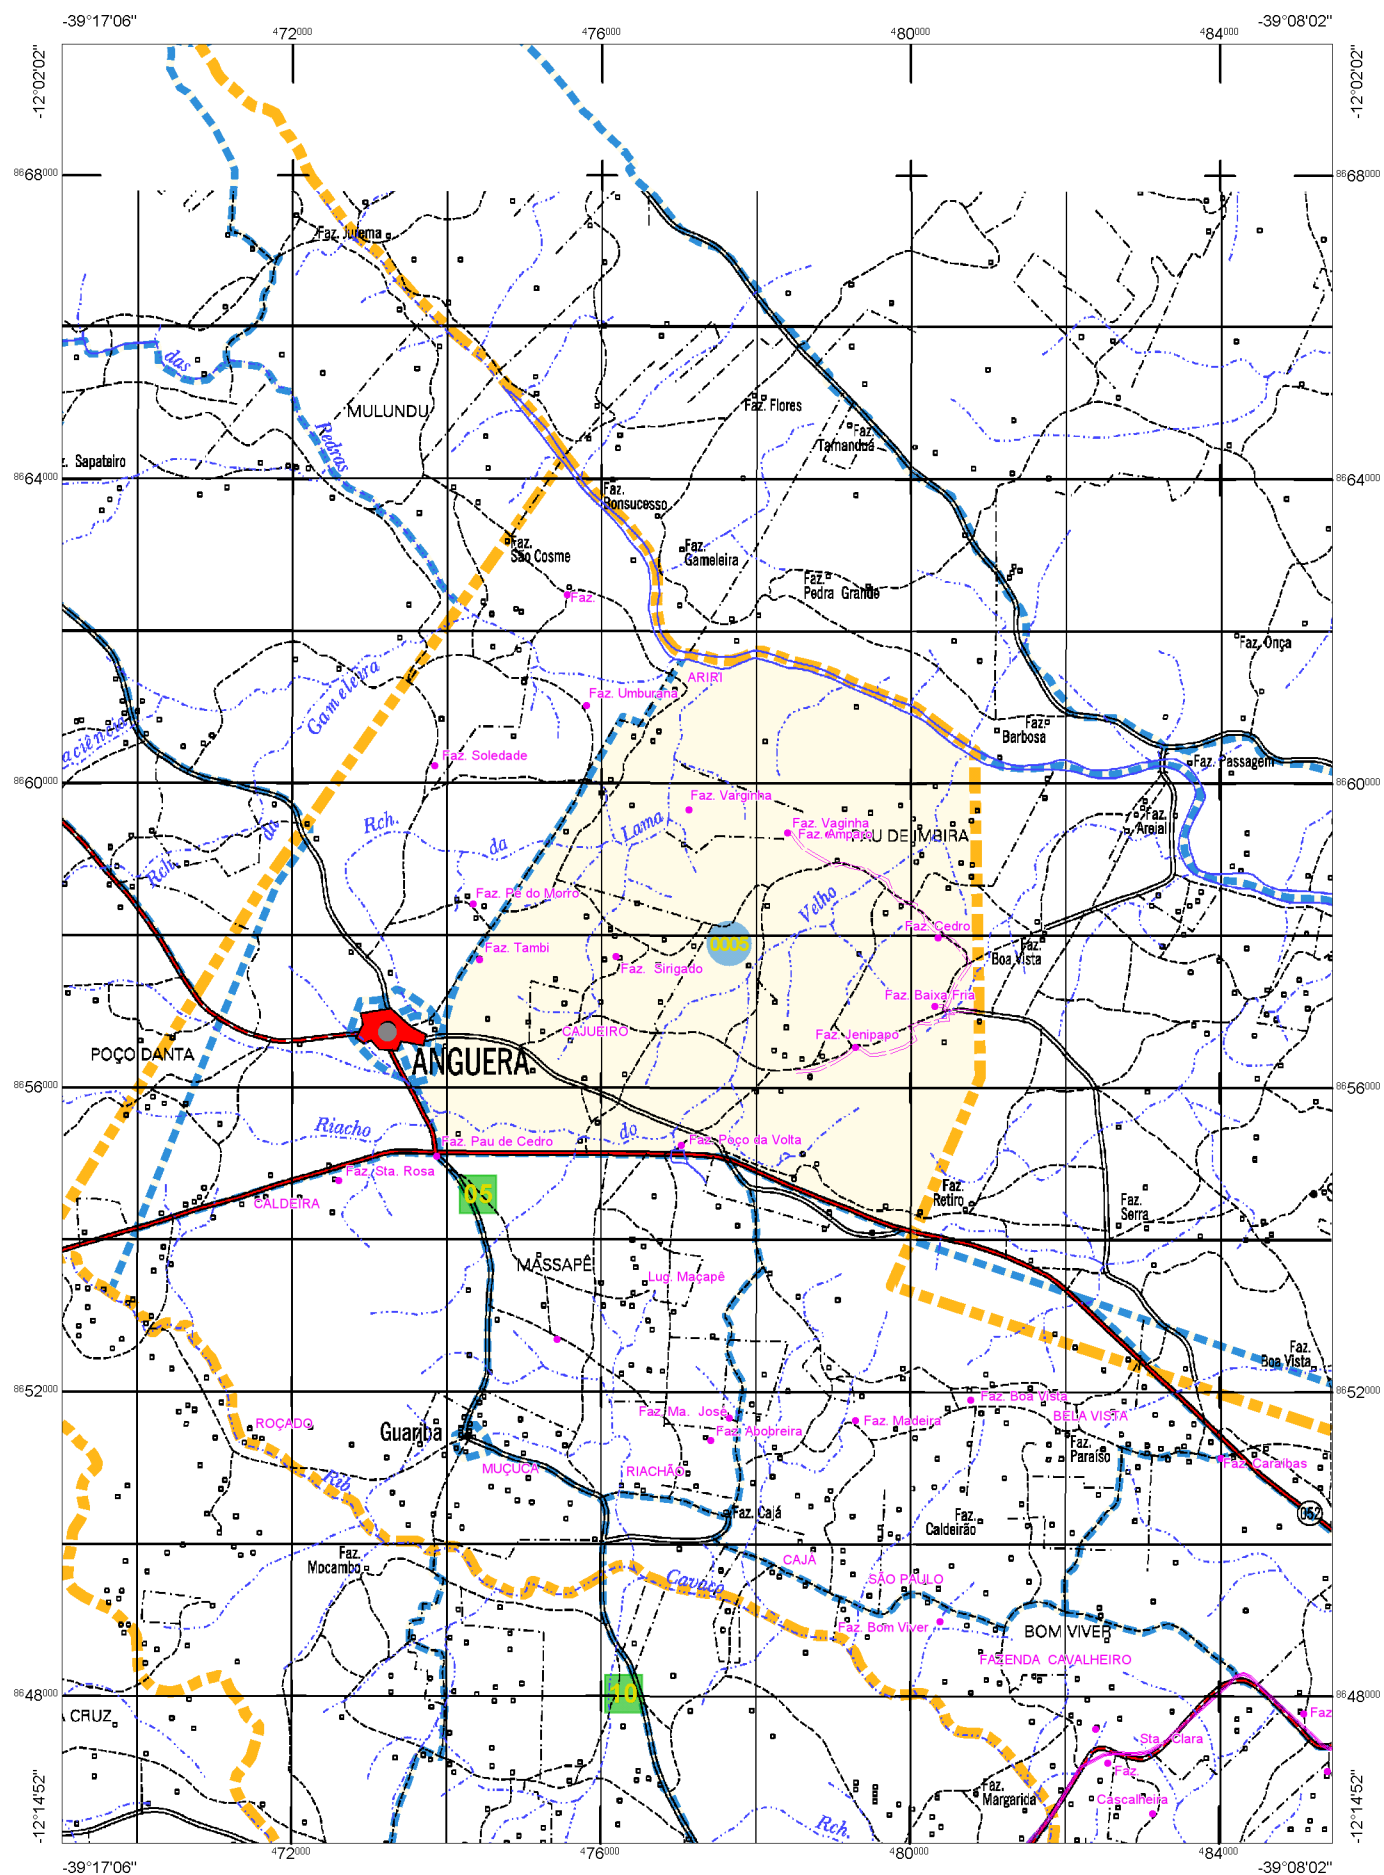 -39°17'06"
-39°08'02"
472000
476000
480000
484000
-12°02'02"
-12°02'02"
8668000
8668000
Faz. Jurema
das
MULUNDU
Redras
Faz. Flores
Faz.
Tamanduá
z. Sapateiro
8664000
8664000
Faz.
Bonsucesso
Faz.
São Cosme
Faz.
Gameleira
Faz.
Pedra Grande
Faz.
Faz. Onça
ARIRI
Gameleira
Faz. Umburana
aciência
Faz.
Barbosa
Faz. Soledade
Faz. Passagem
8660000
8660000
Faz. Varginha
Rch.
da
Lama
da
Faz. Vaginha
Faz. Amparo
PAU DE IMBIRA
Faz.
Areial
Rch.
Faz. Pé do Morro
Velho
Faz. Cedro
0005
Faz. Tambi
Faz. Sirigado
Faz.
Boa Vista
Faz. Baixa Fria
CAJUEIRO
Faz. Jenipapo
POÇO DANTA
ANGUERA
8656000
8656000
Riacho
do
Faz. Pau de Cedro
Faz. Poço da Volta
Faz. Sta. Rosa
05
CALDEIRA
Faz.
Retiro
Faz.
Serra
MASSAPÊ
Lug. Maçapê
Faz.
Boa Vista
8652000
8652000
Faz. Boa Vista
Faz. Ma. José
Faz. Madeira
BELA VISTA
ROÇADO
Guariba
Faz. Abobreira
Faz.
Paraíso
Faz. Caraíbas
MUÇUCA
RIACHÃO
Rib.
Faz. Cajá
Faz.
Caldeirão
052
Faz.
Mocambo
CAJÁ
SÃO PAULO
Cavaco
Faz. Bom Viver
BOM VIVER
FAZENDA CAVALHEIRO
8648000
10
8648000
A CRUZ
Faz
Sta. Clara
Faz.
Faz.
Margarida
Cascalheira
Rch.
-12°14'52"
-12°14'52"
472000
476000
480000
484000
-39°17'06"
-39°08'02"